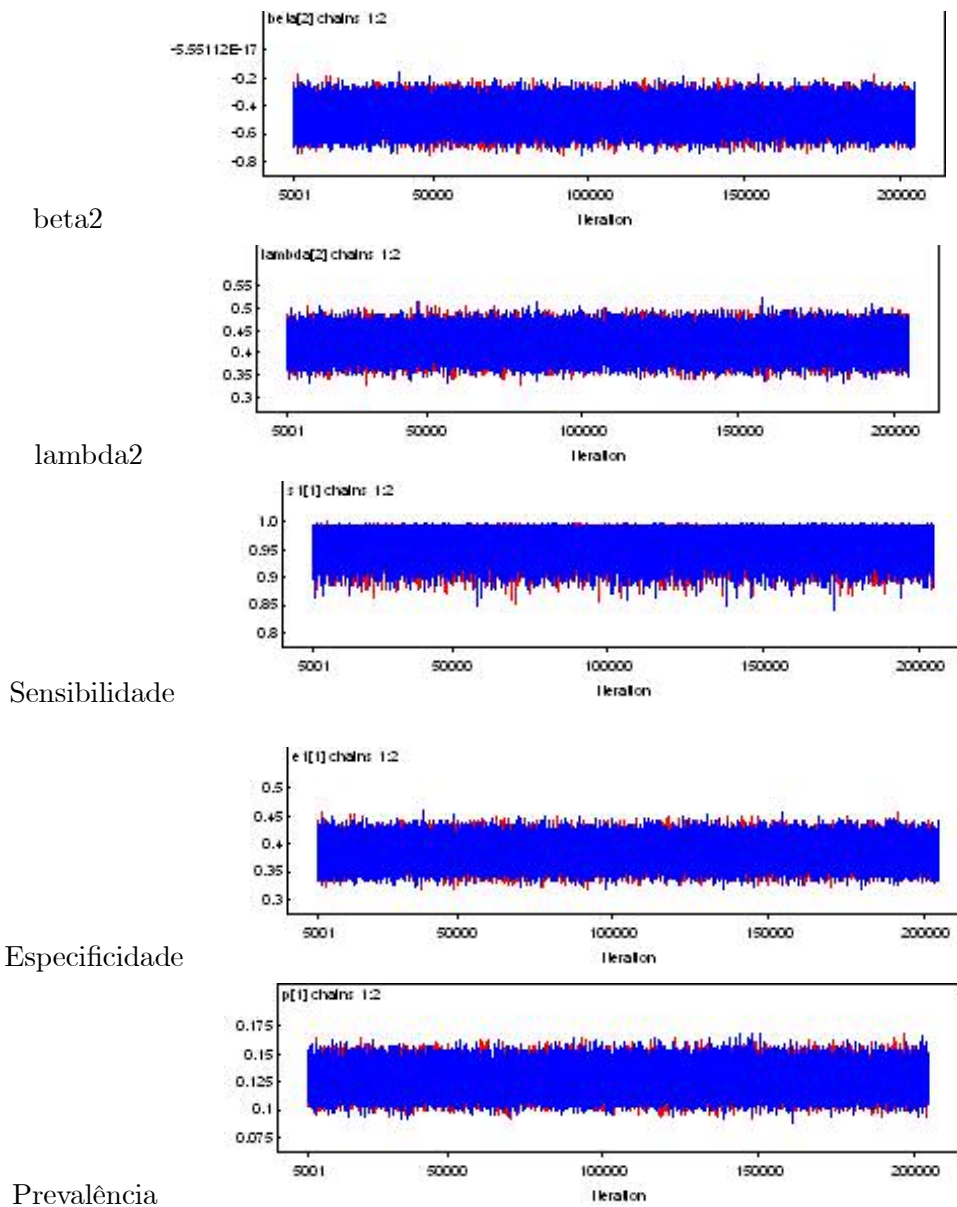 beta[2] chains 1:2
-5.55112E-17
-0.2
-0.4
-0.6
-0.8
5001 50000 100000 150000 200000
Iteration
beta2
lambda[2] chains 1:2
0.55
0.5
0.45
0.4
0.35
0.3
5001 50000 100000 150000 200000
Iteration
lambda2
s1[1] chains 1:2
1.0
0.95
0.9
0.85
0.8
5001 50000 100000 150000 200000
Iteration
Sensibilidade
e1[1] chains 1:2
0.5
0.45
0.4
0.35
0.3
5001 50000 100000 150000 200000
Iteration
Especificidade
p[1] chains 1:2
0.175
0.15
0.125
0.1
0.075
5001 50000 100000 150000 200000
Iteration
Prevalência